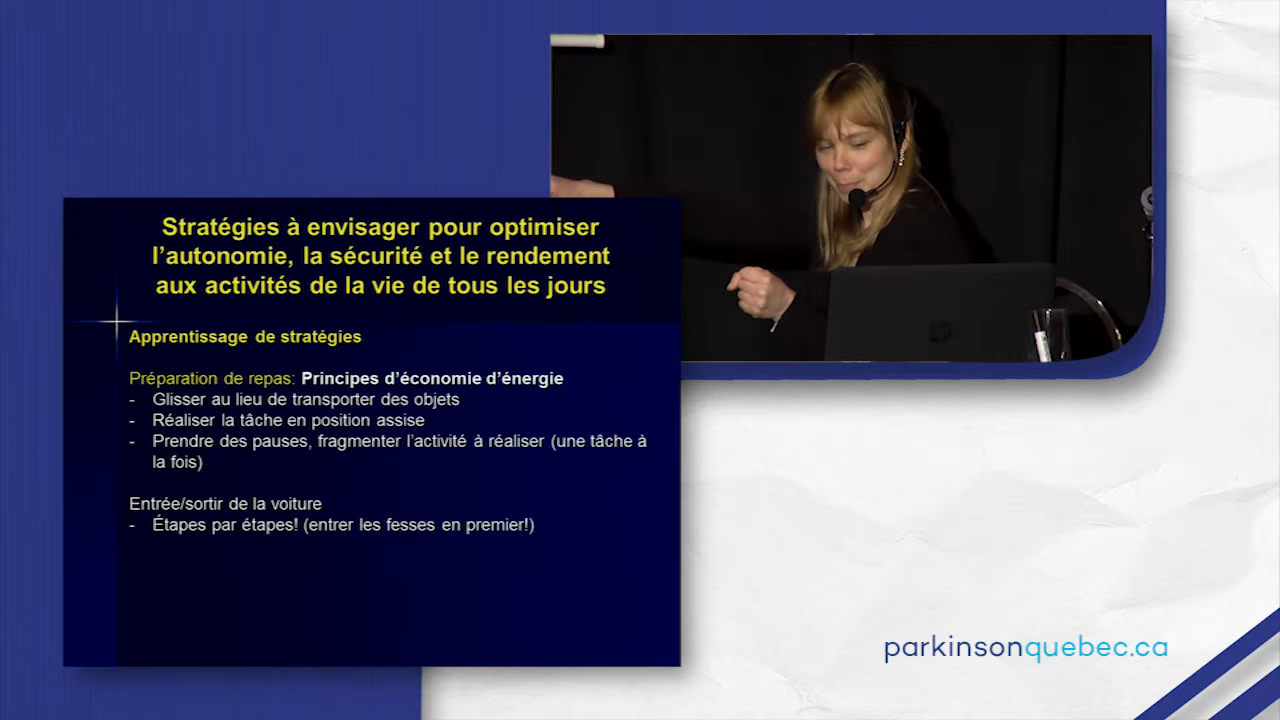 Stratégies à envisager pour optimiser
l'autonomie, la sécurité et le rendement
aux activités de la vie de tous les jours
Apprentissage de stratégies
Préparation de repas: Principes d'économie d'énergie
- Glisser au lieu de transporter des objets
- Réaliser la tâche en position assise
- Prendre des pauses, fragmenter l'activité à réaliser (une tâche à
la fois)
Entrée/sortir de la voiture
- Étapes par étapes! (entrer les fesses en premier!)
parkinsonquebec.ca